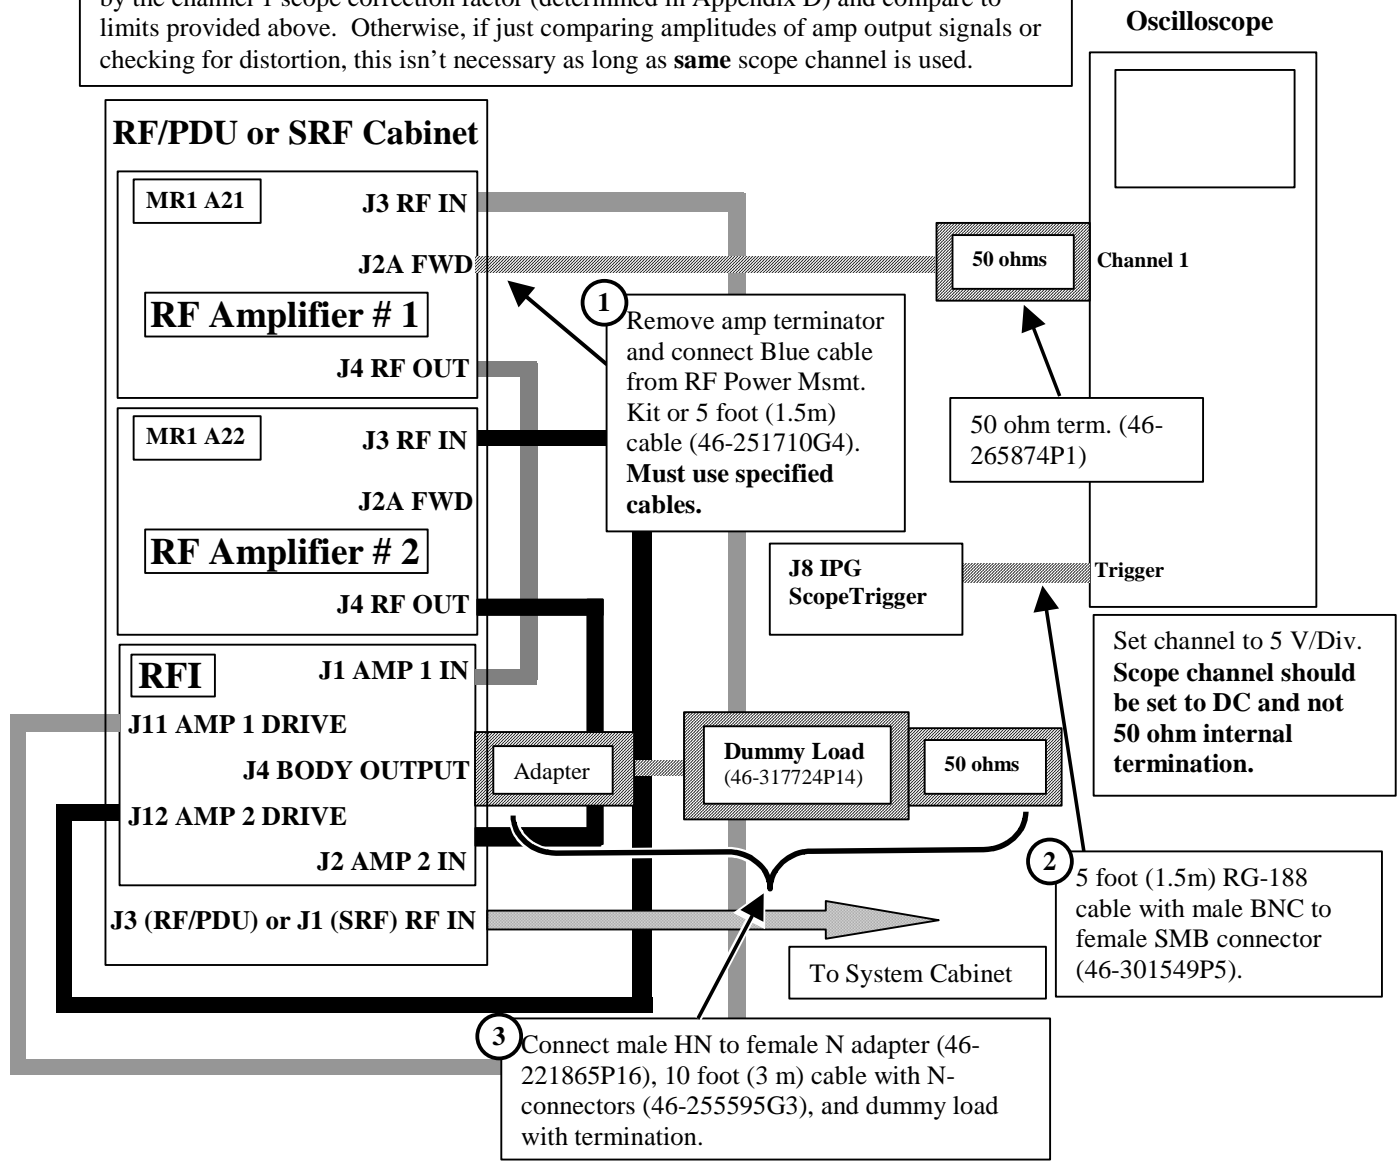 by the channel 1 scope correction factor (determined in Appendix D) and compare to
limits provided above.  Otherwise, if just comparing amplitudes of amp output signals or
checking for distortion, this isn't necessary as long as same scope channel is used.
Oscilloscope
RF/PDU or SRF Cabinet
MR1 A21
J3 RF IN
J2A FWD
RF Amplifier # 1
J4 RF OUT
50 ohms
Channel 1
1
Remove amp terminator
and connect Blue cable
from RF Power Msmt.
Kit or 5 foot (1.5m)
cable (46-251710G4).
Must use specified
cables.
50 ohm term. (46-
265874P1)
MR1 A22
J3 RF IN
J2A FWD
RF Amplifier # 2
J4 RF OUT
J8 IPG
ScopeTrigger
Trigger
Set channel to 5 V/Div.
Scope channel should
be set to DC and not
50 ohm internal
termination.
RFI
J1 AMP 1 IN
J11 AMP 1 DRIVE
J4 BODY OUTPUT
J12 AMP 2 DRIVE
J2 AMP 2 IN
Adapter
Dummy Load
(46-317724P14)
50 ohms
J3 (RF/PDU) or J1 (SRF) RF IN
To System Cabinet
2
5 foot (1.5m) RG-188
cable with male BNC to
female SMB connector
(46-301549P5).
3
Connect male HN to female N adapter (46-
221865P16), 10 foot (3 m) cable with N-
connectors (46-255595G3), and dummy load
with termination.